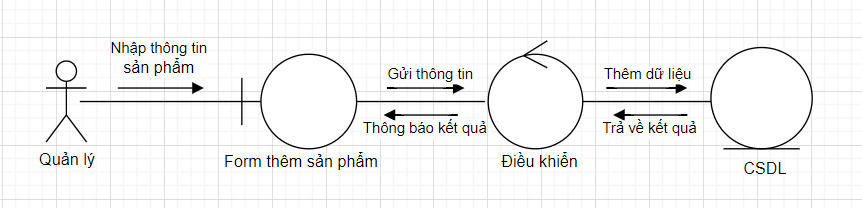 Nhập thông tin
sản phẩm
Gửi thông tin
Thêm dữ liệu
Thông báo kết quả
Trả về kết quả
Quản lý
Form thêm sản phẩm
Điều khiển
CSDL